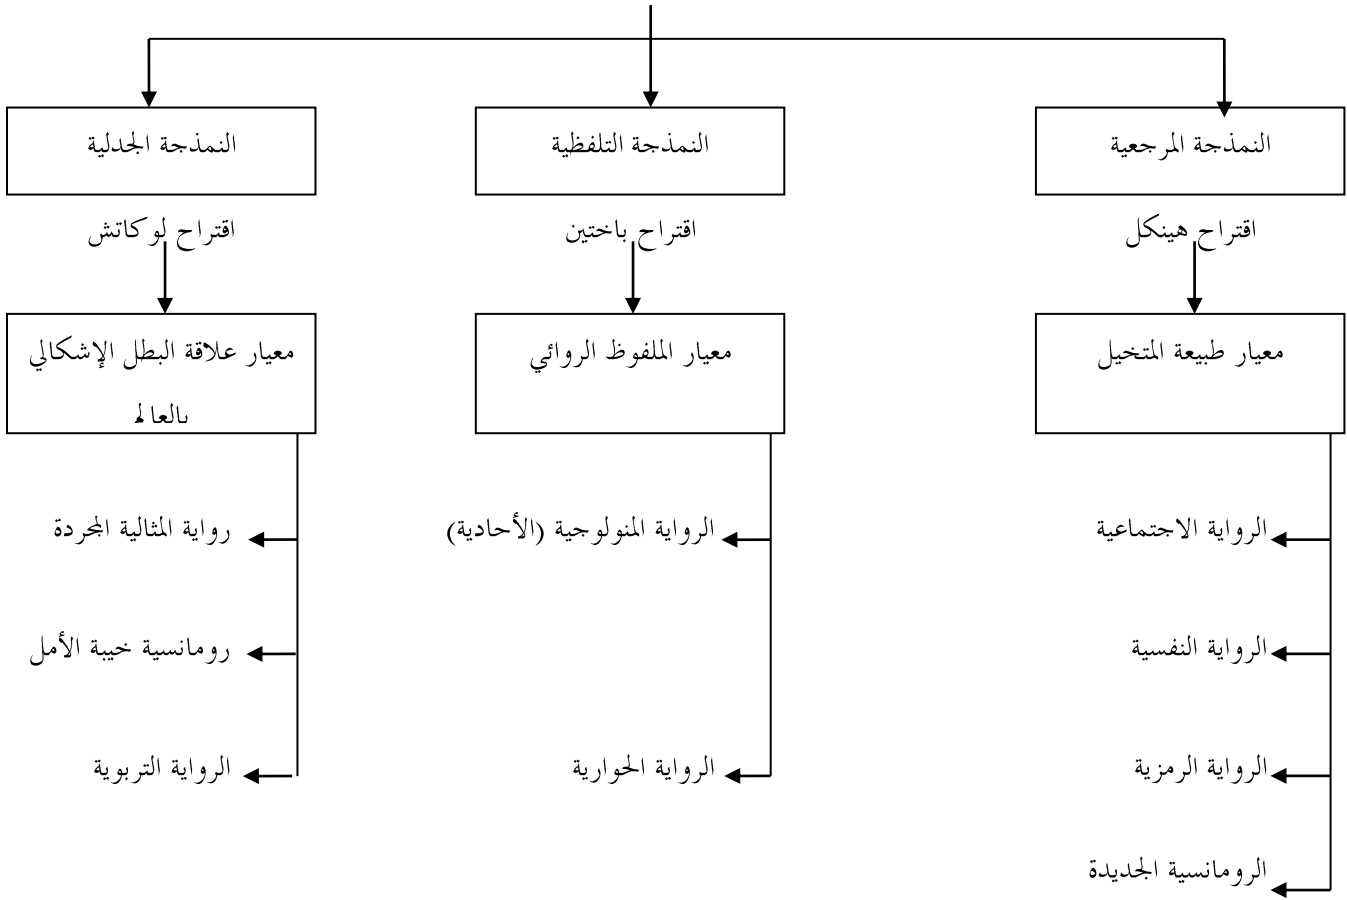 النمذجة المرجعية
النمذجة التلفظية
النمذجة الجدلية
اقتراح هينكل
اقتراح باختين
اقتراح لوكاتش
معيار طبيعة المتخيل
معيار الملفوظ الروائي
معيار علاقة البطل الإشكالي
بالعالم
الرواية الاجتماعية
الرواية المنولوجية (الأحادية)
رواية المثالية المجردة
الرواية النفسية
رومانسية خيبة الأمل
الرواية الرمزية
الرواية الحوارية
الرواية التربوية
الرومانسية الجديدة